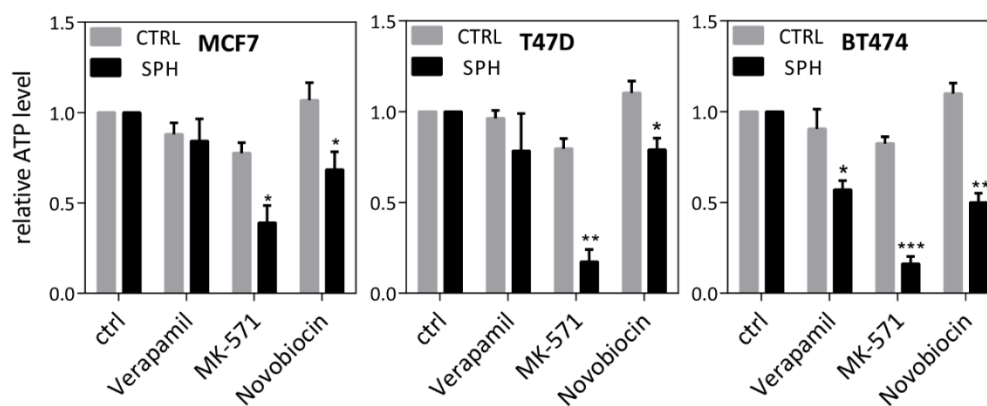 relative ATP level
1.5
1.0
0.5
0.0
CTRL
SPH
MCF7
*
*
ctrl
Verapamil
MK-571
Novobiocin
1.5
1.0
0.5
0.0
CTRL
SPH
T47D
**
*
ctrl
Verapamil
MK-571
Novobiocin
1.5
1.0
0.5
0.0
CTRL
SPH
BT474
*
***
**
ctrl
Verapamil
MK-571
Novobiocin